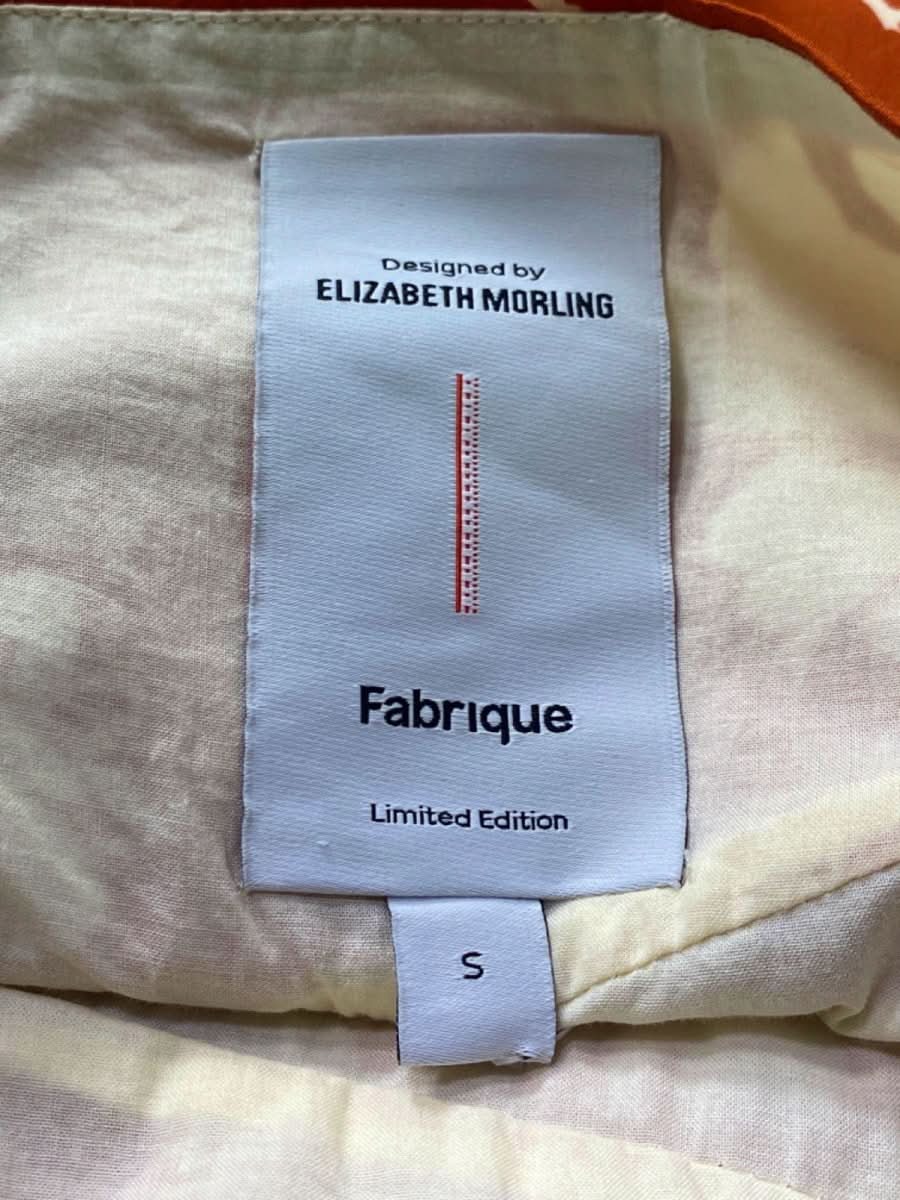 Designed by
ELIZABETH MORLING
Fabrique
Limited Edition
S